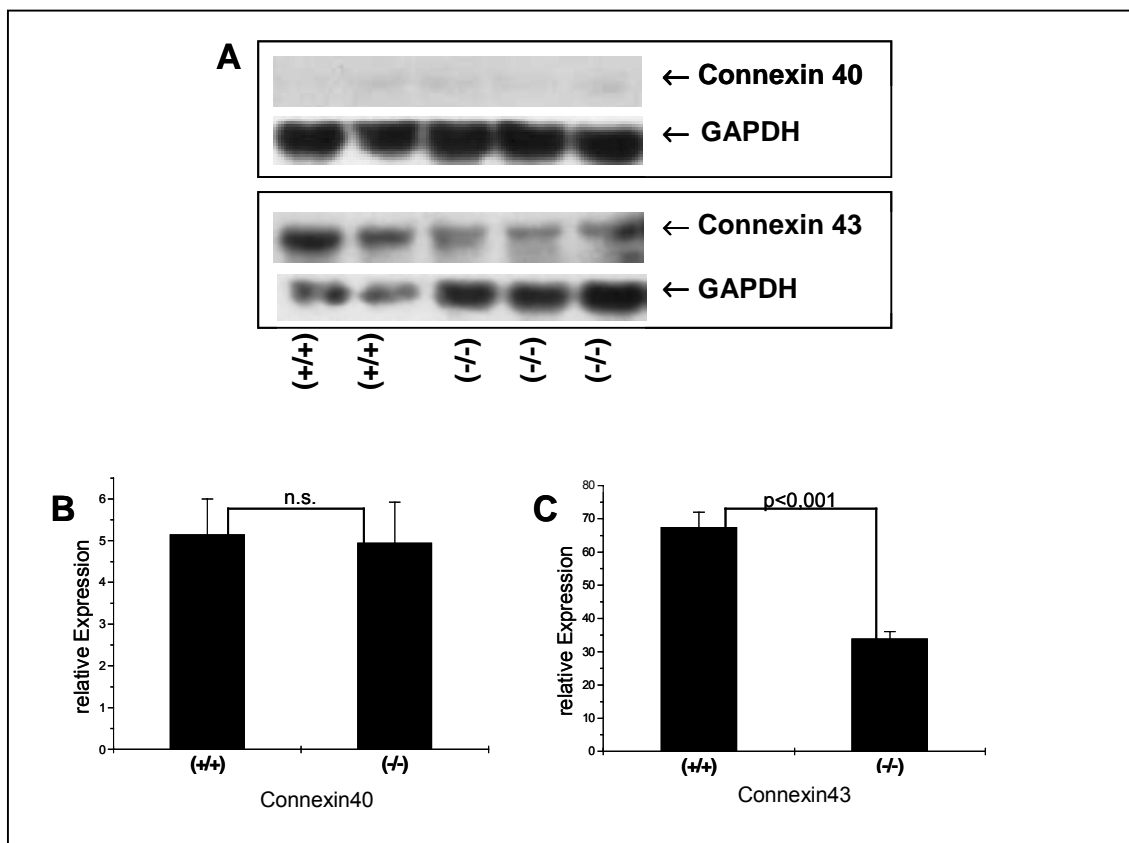 A
← Connexin 40
← GAPDH
← Connexin 43
← GAPDH
(+/+) (+/+) (-/-) (-/-) (-/-)
B
relative Expression
6
5
4
3
2
1
0
n.s.
(+/+) (-/-)
Connexin40
C
relative Expression
80
70
60
50
40
30
20
10
0
p<0,001
(+/+) (-/-)
Connexin43